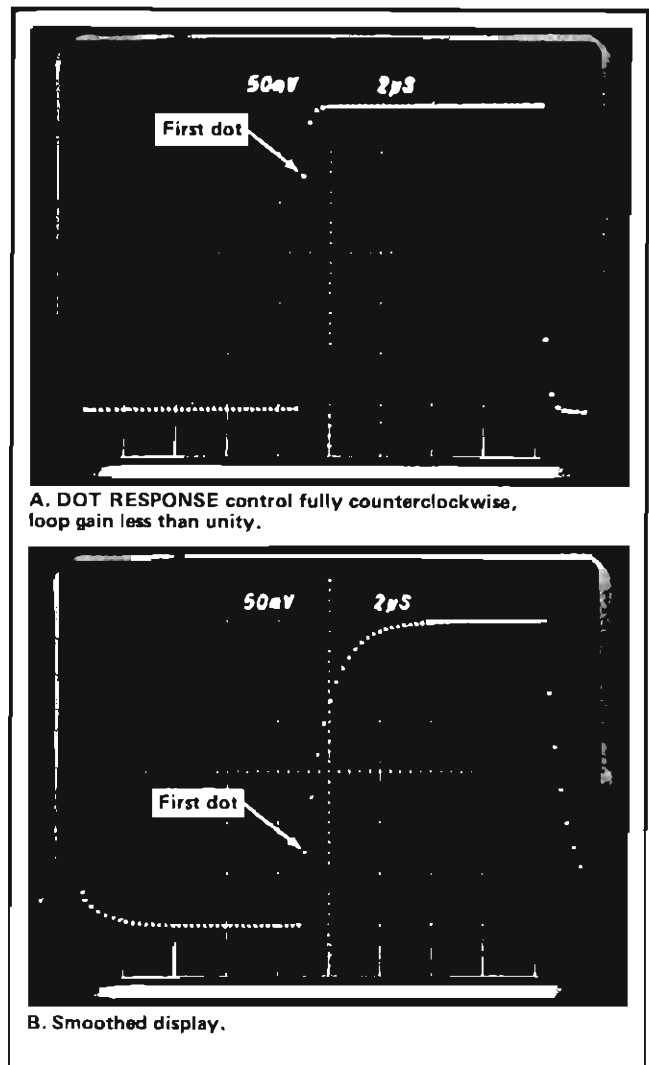 50mV 2µS
First dot
A. DOT RESPONSE control fully counterclockwise,
loop gain less than unity.
50mV 2µS
First dot
B. Smoothed display.